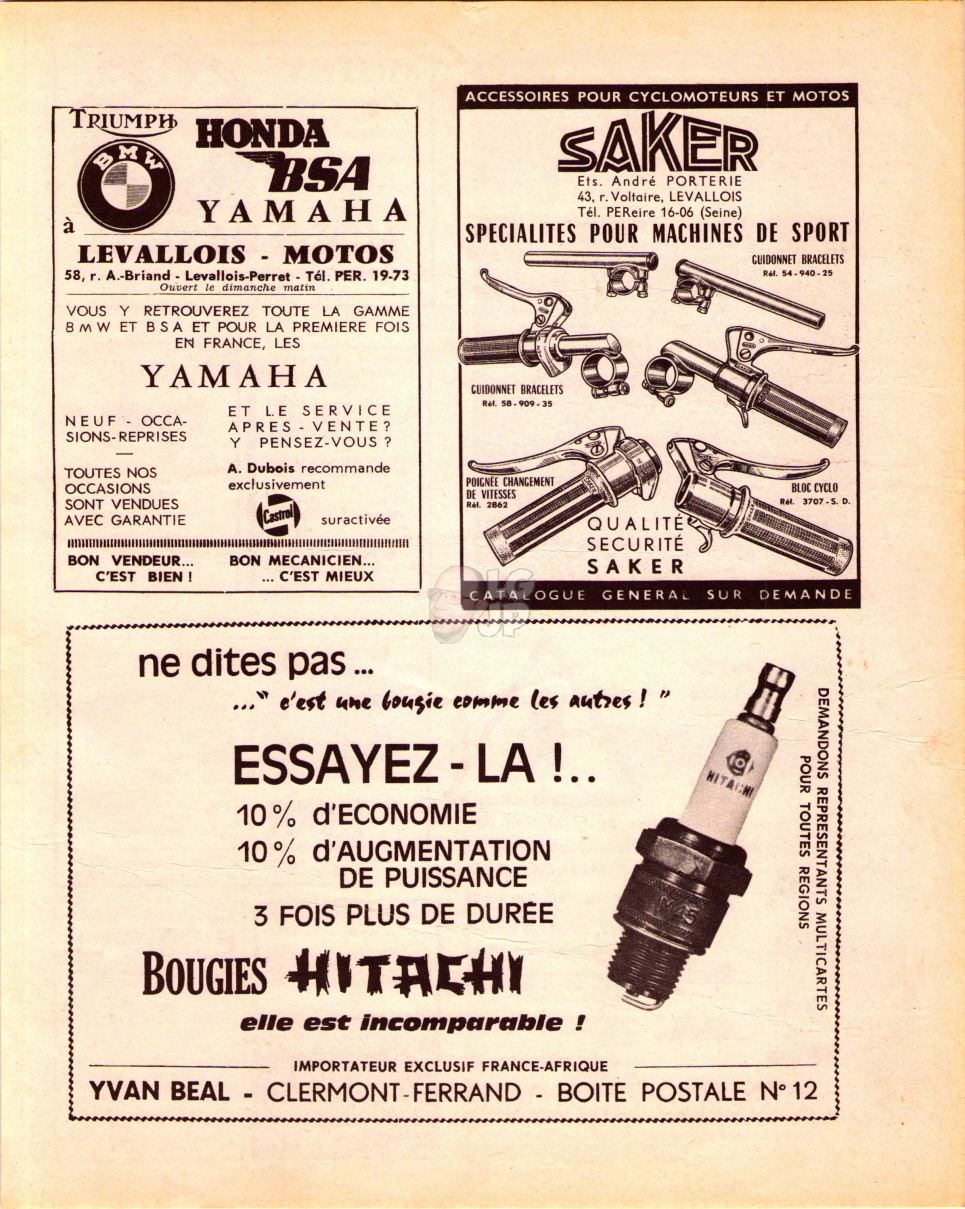 TRIUMPH
HONDA
BMW
BSA
YAMAHA
à
LEVALLOIS - MOTOS
58, r. A.-Briand - Levallois-Perret - Tél. PER. 19-73
Ouvert le dimanche matin
VOUS Y RETROUVEREZ TOUTE LA GAMME
BMW ET BSA ET POUR LA PREMIERE FOIS
EN FRANCE, LES
YAMAHA
NEUF - OCCA-
SIONS-REPRISES
TOUTES NOS
OCCASIONS
SONT VENDUES
AVEC GARANTIE
ET LE SERVICE
APRES - VENTE?
Y PENSEZ-VOUS?
A. Dubois recommande
exclusivement
Castrol
suractivée
BON VENDEUR...
C'EST BIEN !
BON MECANICIEN...
... C'EST MIEUX
ACCESSOIRES POUR CYCLOMOTEURS ET MOTOS
SAKER
Ets. André PORTERIE
43, r. Voltaire, LEVALLOIS
Tél. PEReire 16-06 (Seine)
SPECIALITES POUR MACHINES DE SPORT
GUIDONNET BRACELETS
Réf. 54-940-25
GUIDONNET BRACELETS
Réf. 58-909-35
POIGNÉE CHANGEMENT
DE VITESSES
Réf. 2862
BLOC CYCLO
Réf. 3707-S.D.
QUALITÉ
SECURITÉ
SAKER
CATALOGUE GENERAL SUR DEMANDE
BIG UP
ne dites pas...
..." c'est une bougie comme les autres ! "
ESSAYEZ - LA !..
10 % d'ECONOMIE
10 % d'AUGMENTATION
DE PUISSANCE
3 FOIS PLUS DE DURÉE
BOUGIES HITACHI
elle est incomparable !
HITACHI
M45
DEMANDONS REPRESENTANTS MULTICARTES
POUR TOUTES REGIONS
IMPORTATEUR EXCLUSIF FRANCE-AFRIQUE
YVAN BEAL - CLERMONT-FERRAND - BOITE POSTALE N° 12